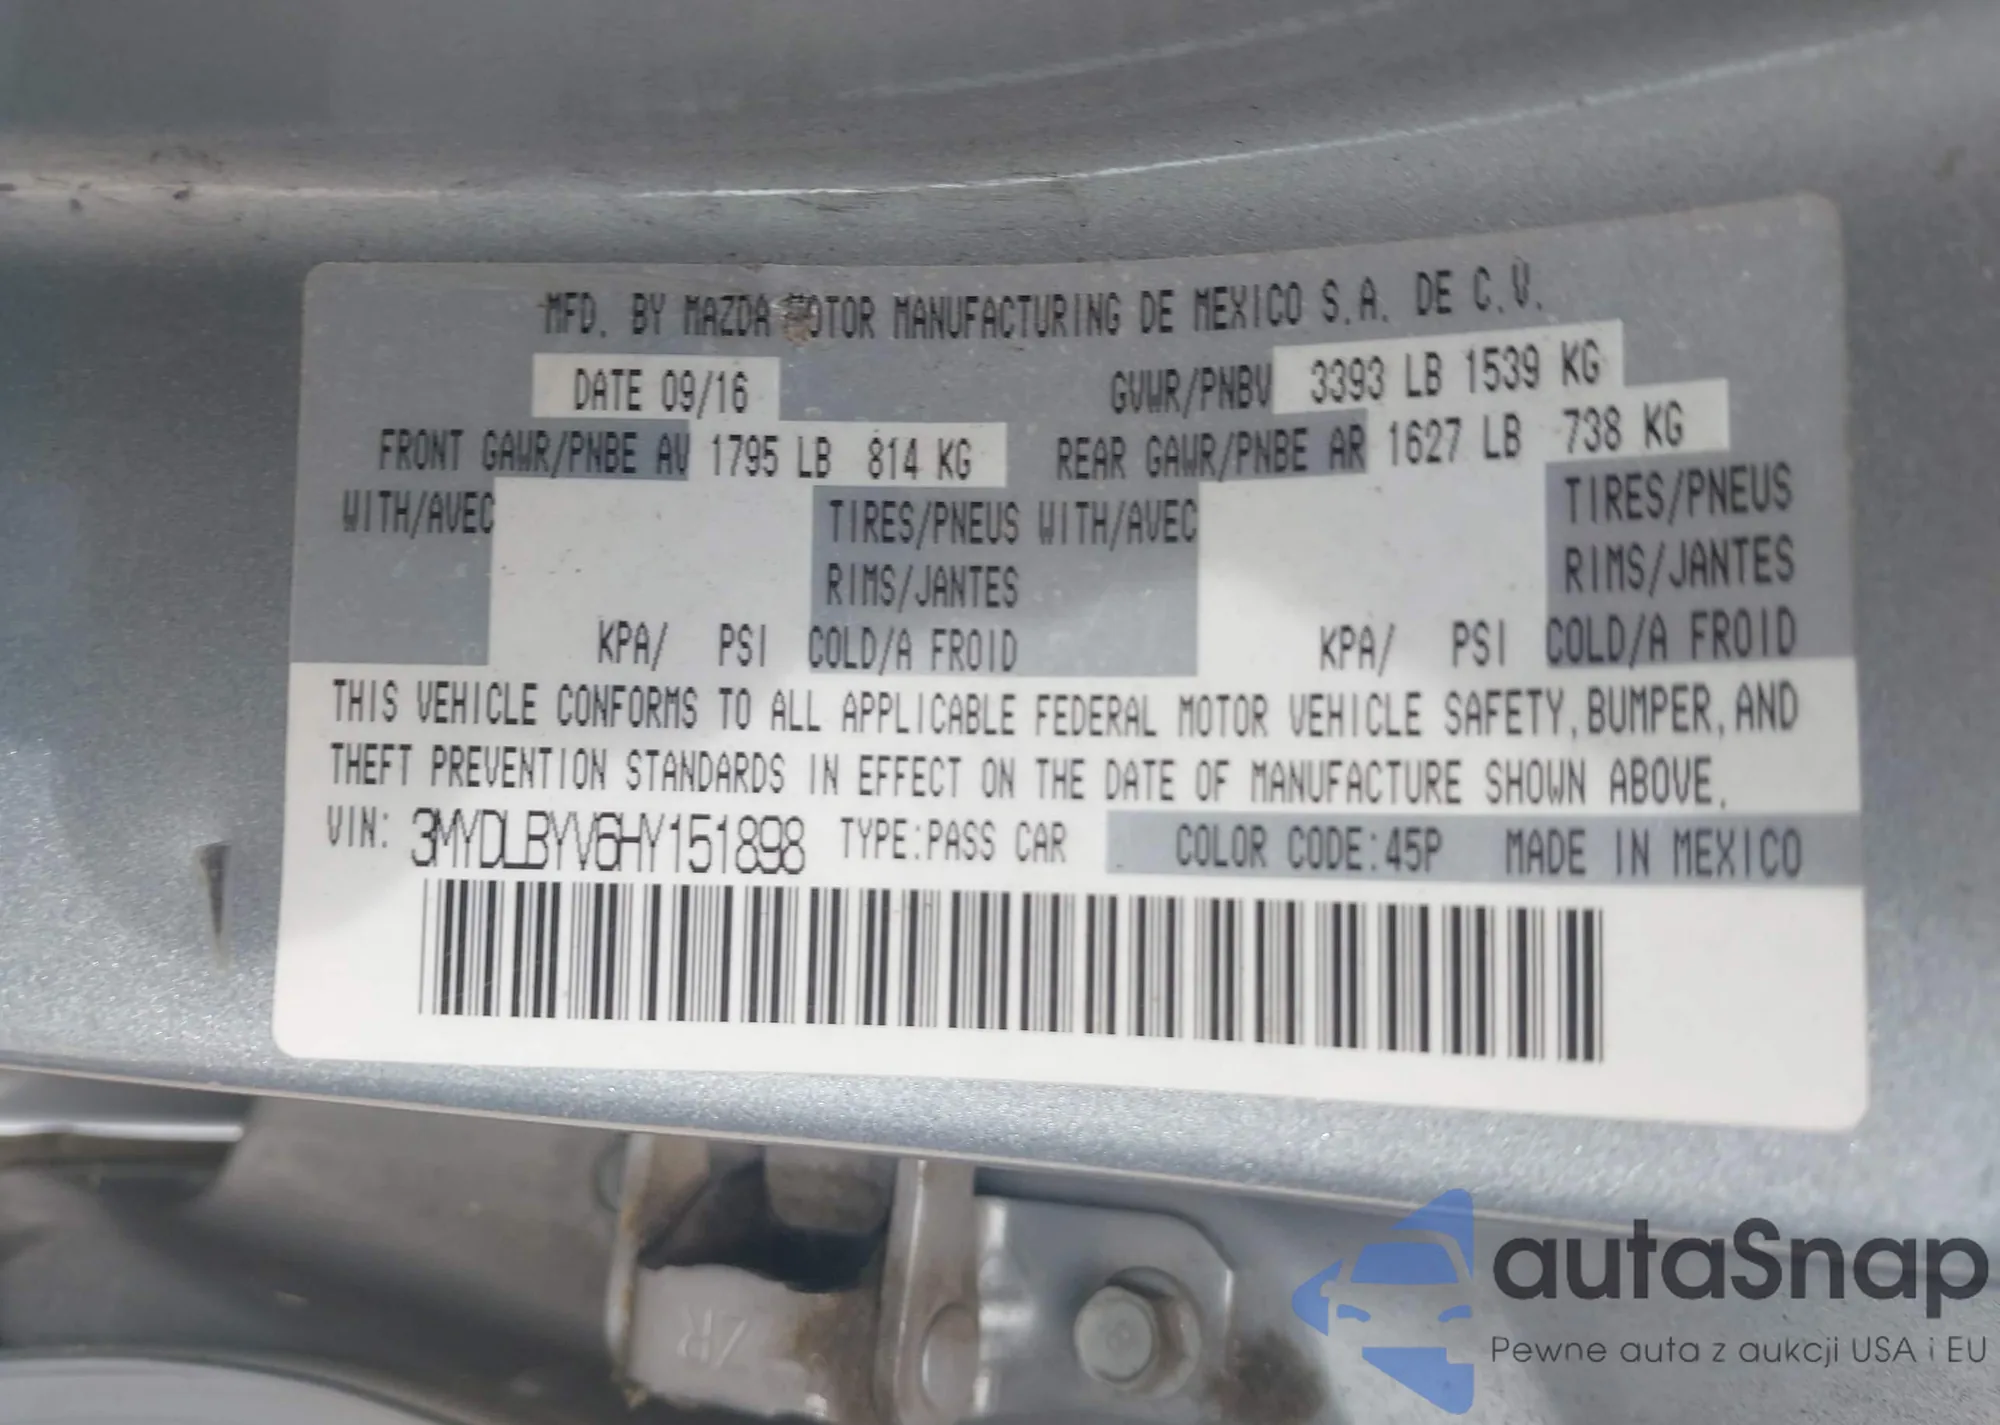 MFD. BY MAZDA MOTOR MANUFACTURING DE MEXICO S.A. DE C.V.
DATE 09/16 GVWR/PNBV 3393 LB 1539 KG
FRONT GAWR/PNBE AV 1795 LB 814 KG REAR GAWR/PNBE AR 1627 LB 738 KG
WITH/AVEC TIRES/PNEUS WITH/AVEC TIRES/PNEUS
RIMS/JANTES RIMS/JANTES
KPA/ PSI COLD/A FROID KPA/ PSI COLD/A FROID
THIS VEHICLE CONFORMS TO ALL APPLICABLE FEDERAL MOTOR VEHICLE SAFETY, BUMPER, AND
THEFT PREVENTION STANDARDS IN EFFECT ON THE DATE OF MANUFACTURE SHOWN ABOVE.
VIN: 3MYDLBYV6HY151898 TYPE:PASS CAR COLOR CODE:45P MADE IN MEXICO
autaSnap
Pewne auta z aukcji USA i EU